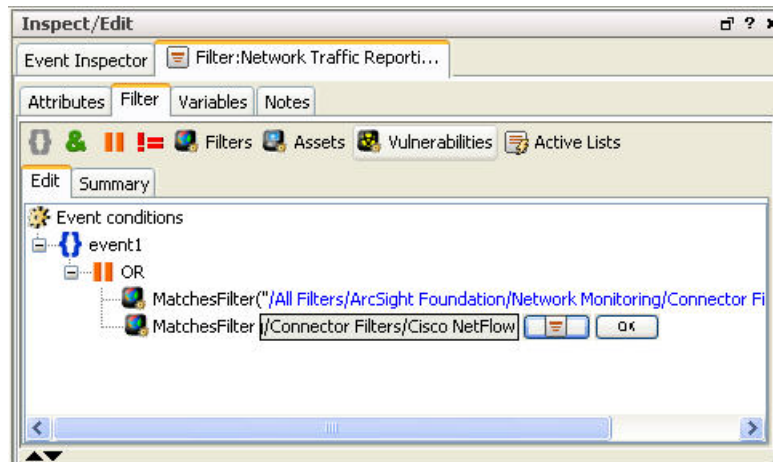 Inspect/Edit
Event Inspector Filter:Network Traffic Reporti...
Attributes Filter Variables Notes
Filters Assets Vulnerabilities Active Lists
Edit Summary
Event conditions
event1
OR
MatchesFilter("/All Filters/ArcSight Foundation/Network Monitoring/Connector Fi
MatchesFilter /Connector Filters/Cisco NetFlow OK